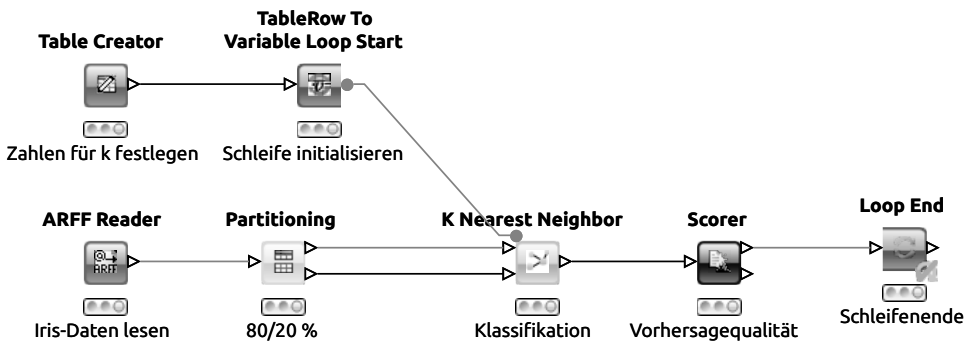 TableRow To
Table Creator
Variable Loop Start
Zahlen für k festlegen
Schleife initialisieren
ARFF Reader
Partitioning
K Nearest Neighbor
Scorer
Loop End
ARFF
Iris-Daten lesen
80/20 %
Klassifikation
Vorhersagequalität
Schleifenende